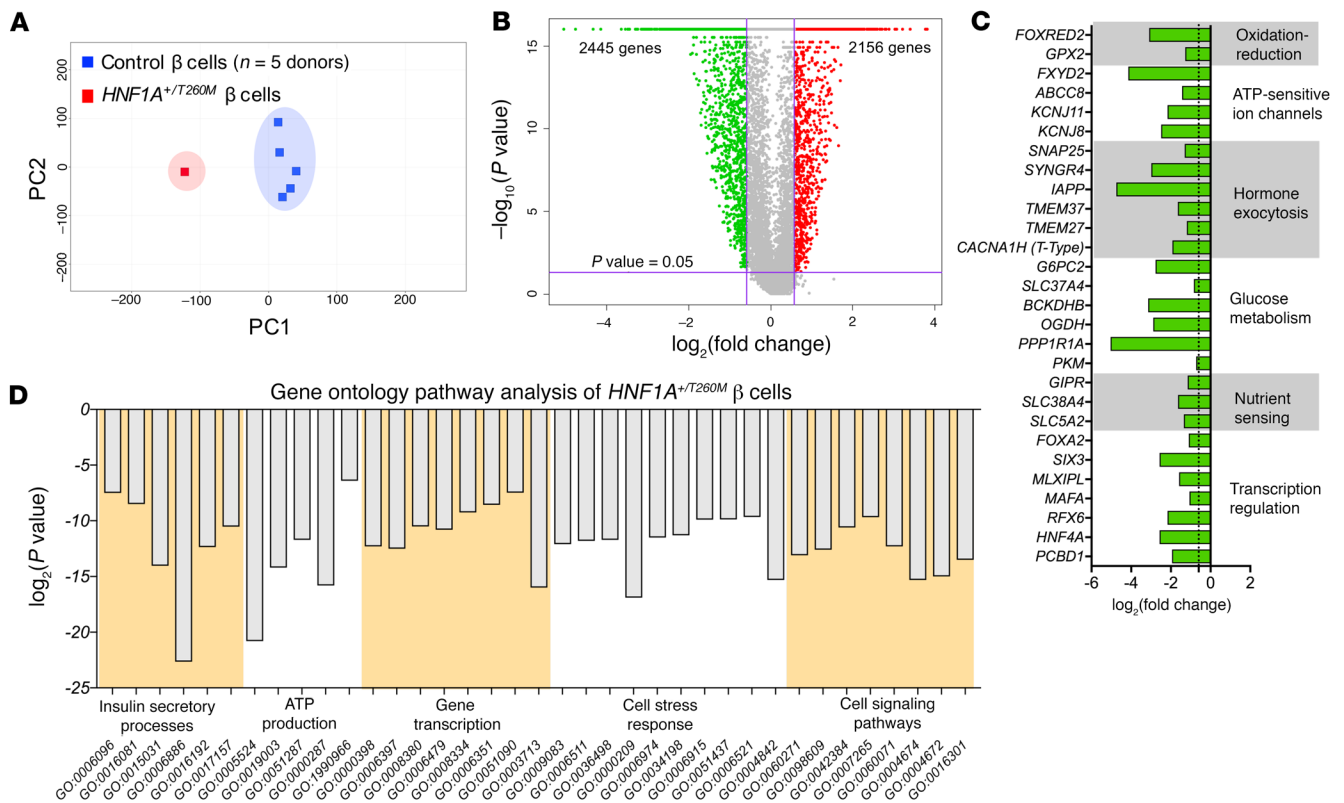 A
Control β cells (n = 5 donors)
HNF1A+/T260M β cells
PC2
200
100
0
−100
−200
−200
−100
0
100
200
PC1
B
2445 genes
2156 genes
P value = 0.05
−log10(P value)
15
10
5
0
−4
−2
0
2
4
log2(fold change)
C
FOXRED2
GPX2
FXYD2
ABCC8
KCNJ11
KCNJ8
SNAP25
SYNGR4
IAPP
TMEM37
TMEM27
CACNA1H (T-Type)
G6PC2
SLC37A4
BCKDHB
OGDH
PPP1R1A
PKM
GIPR
SLC38A4
SLC5A2
FOXA2
SIX3
MLXIPL
MAFA
RFX6
HNF4A
PCBD1
Oxidation-
reduction
ATP-sensitive
ion channels
Hormone
exocytosis
Glucose
metabolism
Nutrient
sensing
Transcription
regulation
-6
-4
-2
0
2
log2(fold change)
D
Gene ontology pathway analysis of HNF1A+/T260M β cells
log2(P value)
0
-5
-10
-15
-20
-25
Insulin secretory
processes
ATP
production
Gene
transcription
Cell stress
response
Cell signaling
pathways
GO:0006096
GO:0016081
GO:0015031
GO:0006886
GO:0016192
GO:0017157
GO:0005524
GO:0019003
GO:0051287
GO:0000287
GO:1990966
GO:0000398
GO:0006397
GO:0008380
GO:0006479
GO:0008334
GO:0006351
GO:0051090
GO:0003713
GO:0009083
GO:0006511
GO:0036498
GO:0000209
GO:0006974
GO:0034198
GO:0006915
GO:0051437
GO:0006521
GO:0004842
GO:0060271
GO:0098609
GO:0042384
GO:0007265
GO:0060071
GO:0004674
GO:0004672
GO:0016301